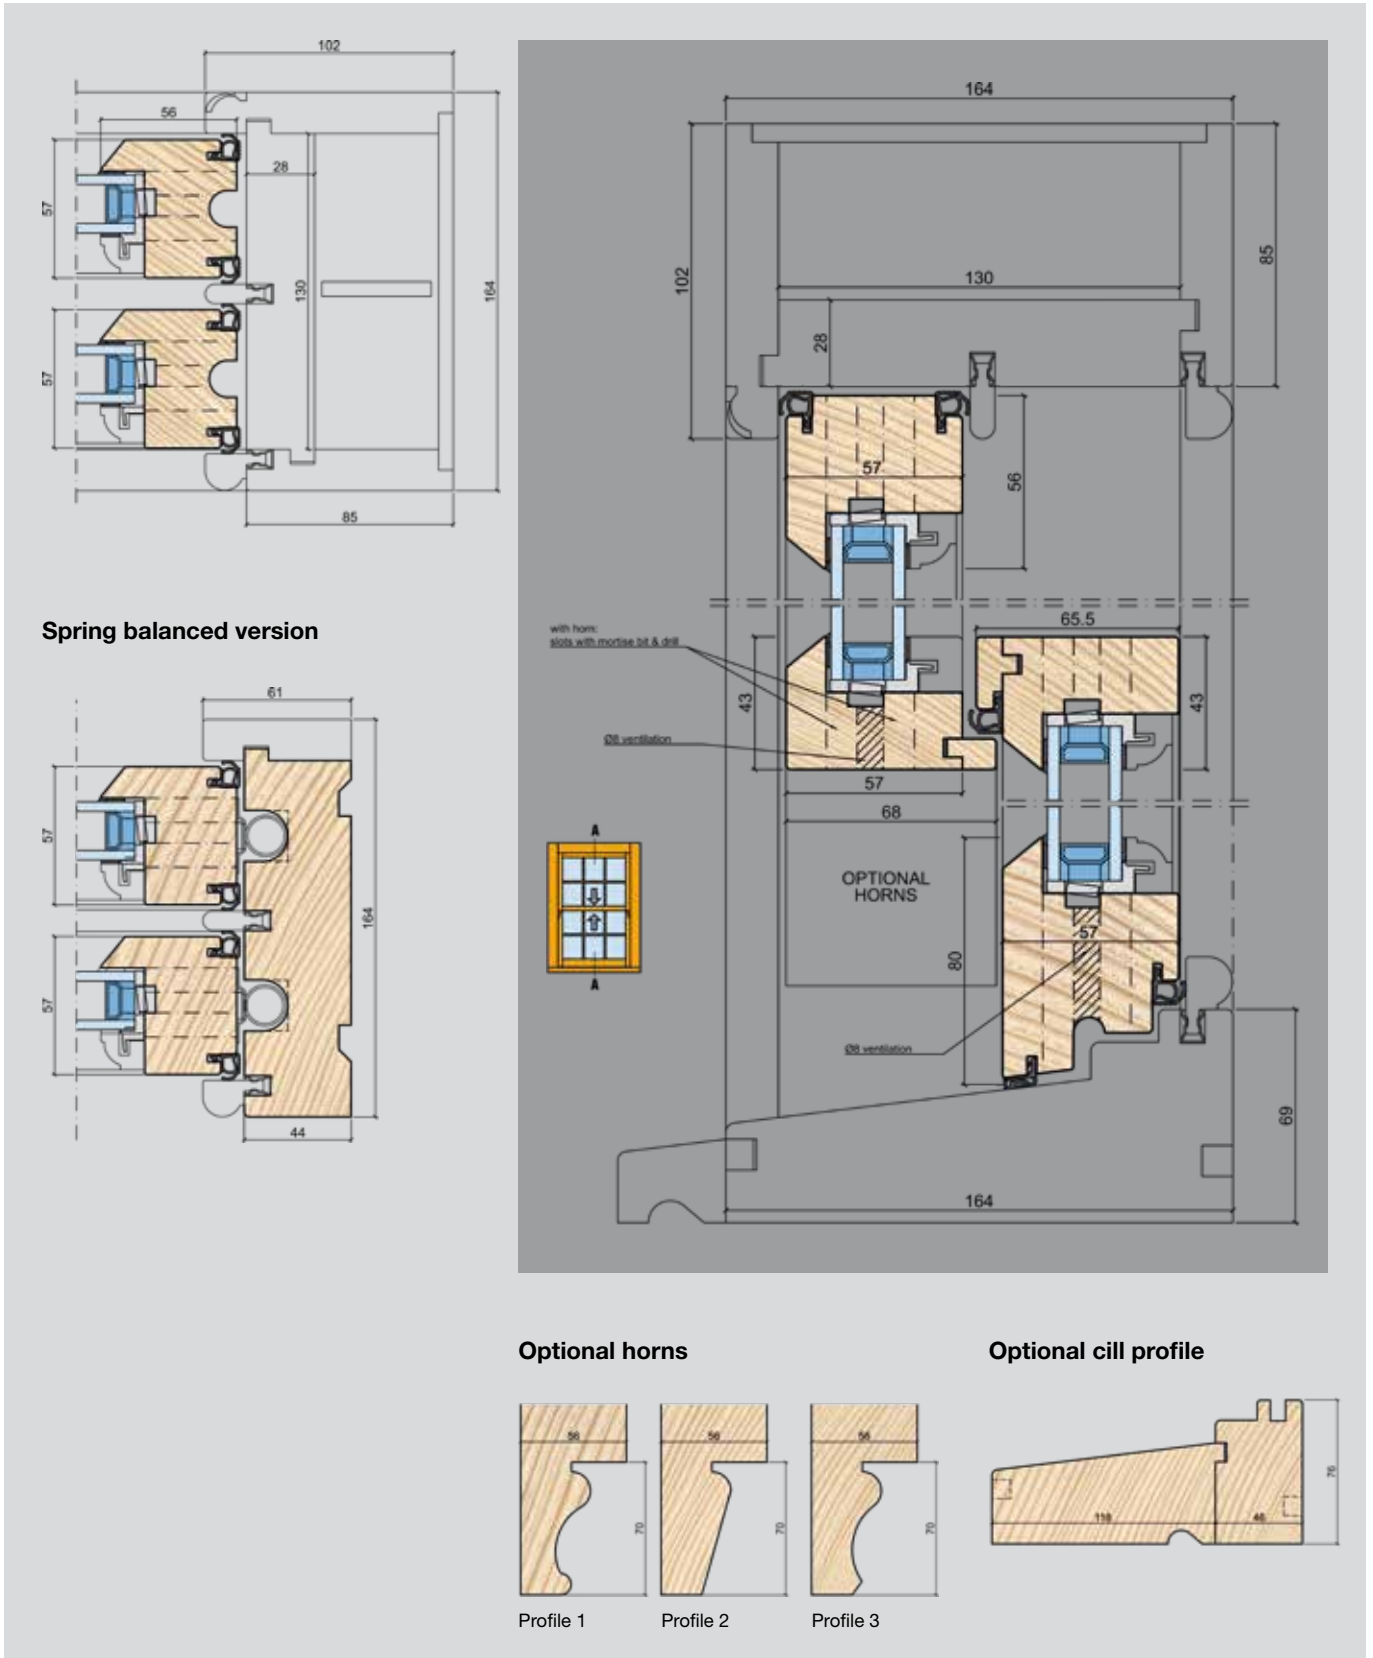 102
56
57
28
130
164
57
85
Spring balanced version
61
57
164
57
44
164
102
85
130
28
57
56
with horn:
slots with mortise bit & drill
65.5
43
43
Ø8 ventilation
57
68
A
OPTIONAL
HORNS
A
57
80
Ø8 ventilation
69
164
Optional horns
Optional cill profile
56
56
56
70
70
70
76
118
46
Profile 1
Profile 2
Profile 3